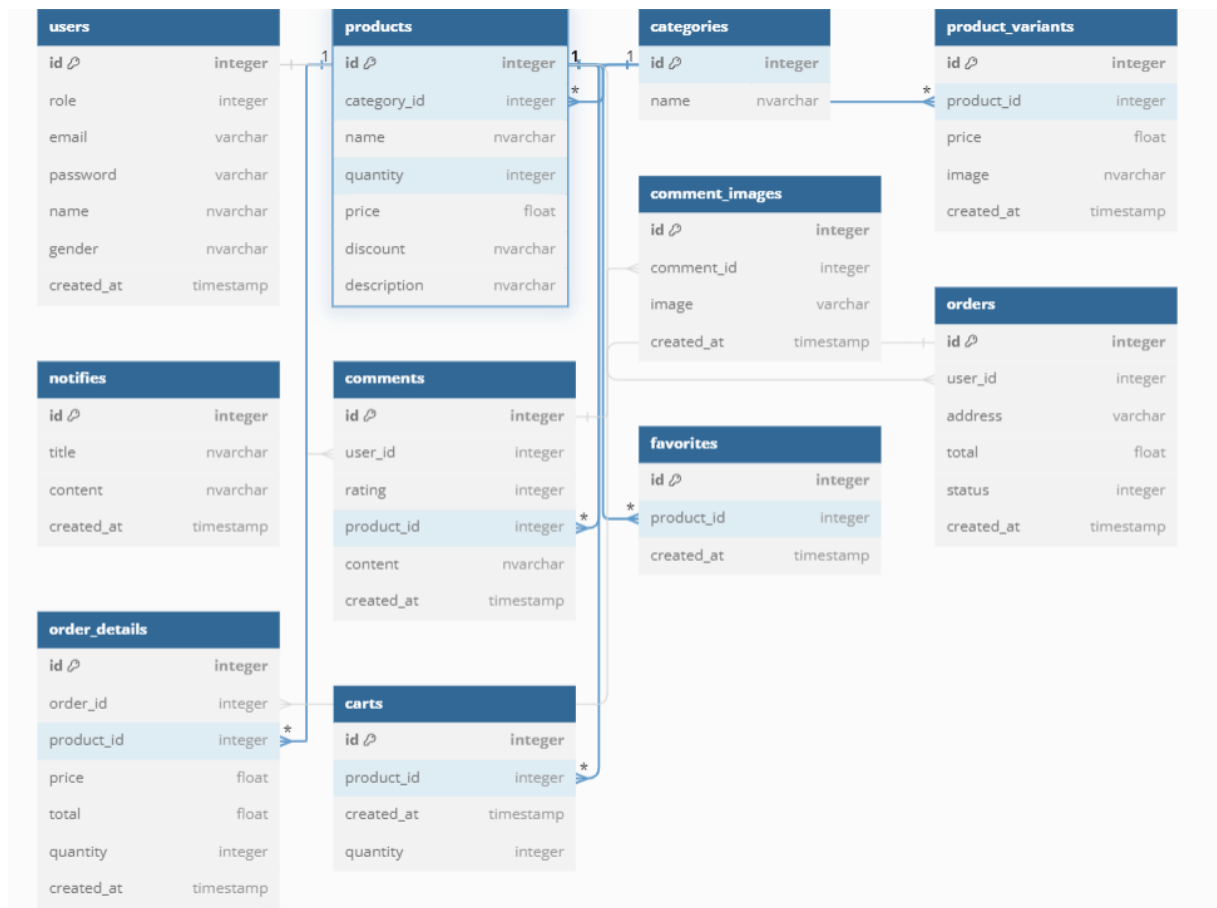 users
id integer
role integer
email varchar
password varchar
name nvarchar
gender nvarchar
created_at timestamp
products
1 id integer 1
category_id integer *
name nvarchar
quantity integer
price float
discount nvarchar
description nvarchar
categories
1 id integer
name nvarchar
product_variants
id integer
* product_id integer
price float
image nvarchar
created_at timestamp
comment_images
id integer
comment_id integer
image varchar
created_at timestamp
orders
id integer
user_id integer
address varchar
total float
status integer
created_at timestamp
notifies
id integer
title nvarchar
content nvarchar
created_at timestamp
comments
id integer
user_id integer
rating integer
product_id integer *
content nvarchar
created_at timestamp
favorites
id integer
* product_id integer
created_at timestamp
order_details
id integer
order_id integer
product_id integer *
price float
total float
quantity integer
created_at timestamp
carts
id integer
product_id integer *
created_at timestamp
quantity integer